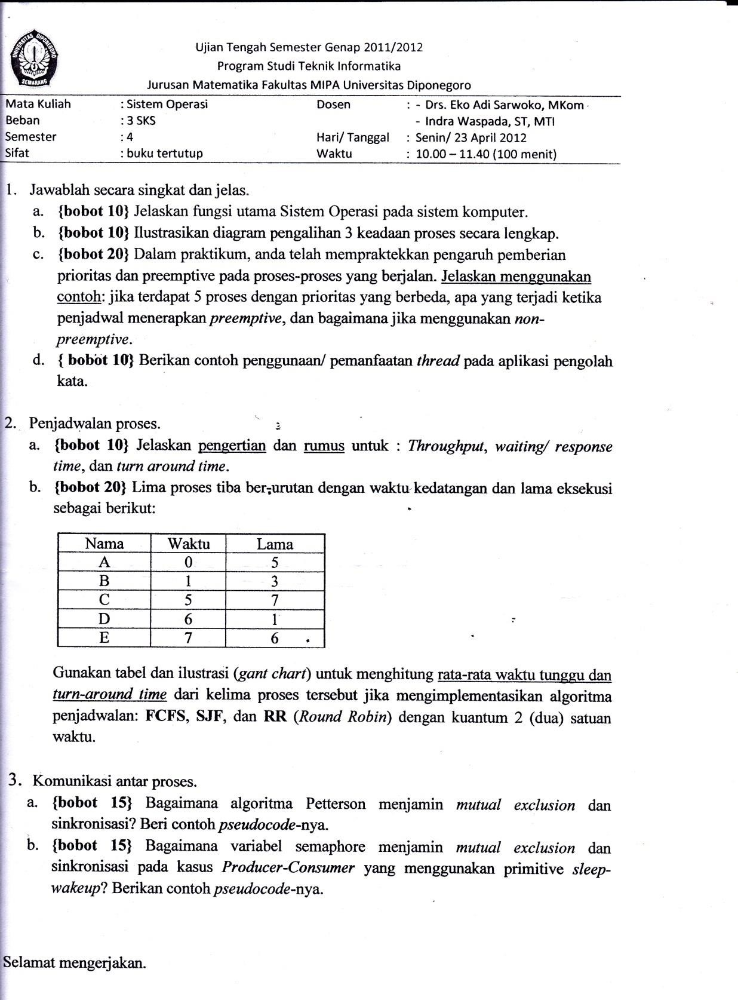 UNIVERSITAS DIPONEGORO
SEMARANG
Ujian Tengah Semester Genap 2011/2012
Program Studi Teknik Informatika
Jurusan Matematika Fakultas MIPA Universitas Diponegoro
Mata Kuliah : Sistem Operasi Dosen : - Drs. Eko Adi Sarwoko, MKom
Beban : 3 SKS - Indra Waspada, ST, MTI
Semester : 4 Hari/ Tanggal : Senin/ 23 April 2012
Sifat : buku tertutup Waktu : 10.00 – 11.40 (100 menit)
1. Jawablah secara singkat dan jelas.
a. {bobot 10} Jelaskan fungsi utama Sistem Operasi pada sistem komputer.
b. {bobot 10} Ilustrasikan diagram pengalihan 3 keadaan proses secara lengkap.
c. {bobot 20} Dalam praktikum, anda telah mempraktekkan pengaruh pemberian
prioritas dan preemptive pada proses-proses yang berjalan. Jelaskan menggunakan
contoh: jika terdapat 5 proses dengan prioritas yang berbeda, apa yang terjadi ketika
penjadwal menerapkan preemptive, dan bagaimana jika menggunakan non-
preemptive.
d. { bobot 10} Berikan contoh penggunaan/ pemanfaatan thread pada aplikasi pengolah
kata.
2. Penjadwalan proses.
a. {bobot 10} Jelaskan pengertian dan rumus untuk : Throughput, waiting/ response
time, dan turn around time.
b. {bobot 20} Lima proses tiba ber-urutan dengan waktu kedatangan dan lama eksekusi
sebagai berikut:
Nama Waktu Lama
A 0 5
B 1 3
C 5 7
D 6 1
E 7 6
Gunakan tabel dan ilustrasi (gant chart) untuk menghitung rata-rata waktu tunggu dan
turn-around time dari kelima proses tersebut jika mengimplementasikan algoritma
penjadwalan: FCFS, SJF, dan RR (Round Robin) dengan kuantum 2 (dua) satuan
waktu.
3. Komunikasi antar proses.
a. {bobot 15} Bagaimana algoritma Petterson menjamin mutual exclusion dan
sinkronisasi? Beri contoh pseudocode-nya.
b. {bobot 15} Bagaimana variabel semaphore menjamin mutual exclusion dan
sinkronisasi pada kasus Producer-Consumer yang menggunakan primitive sleep-
wakeup? Berikan contoh pseudocode-nya.
Selamat mengerjakan.